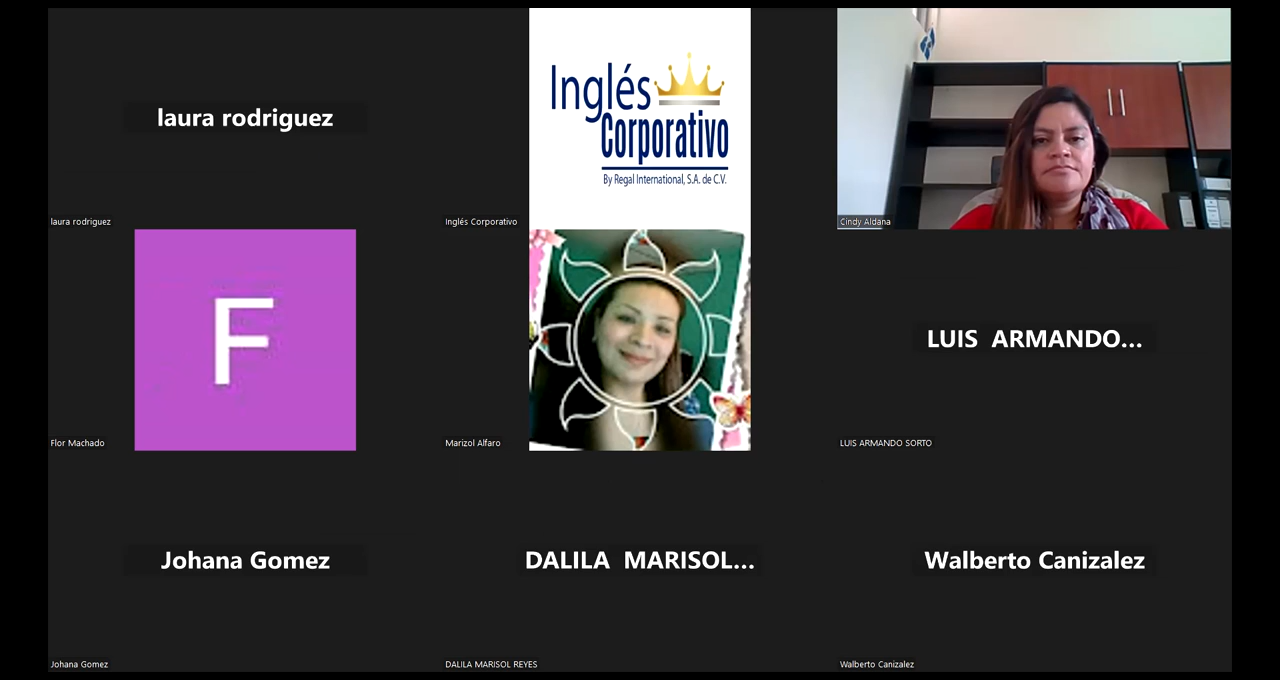 laura rodriguez
laura rodriguez
Inglés
Corporativo
By Regal International, S.A. de C.V.
Inglés Corporativo
Cindy Aldana
F
Flor Machado
Marizol Alfaro
LUIS ARMANDO...
LUIS ARMANDO SORTO
Johana Gomez
Johana Gomez
DALILA MARISOL...
DALILA MARISOL REYES
Walberto Canizalez
Walberto Canizalez